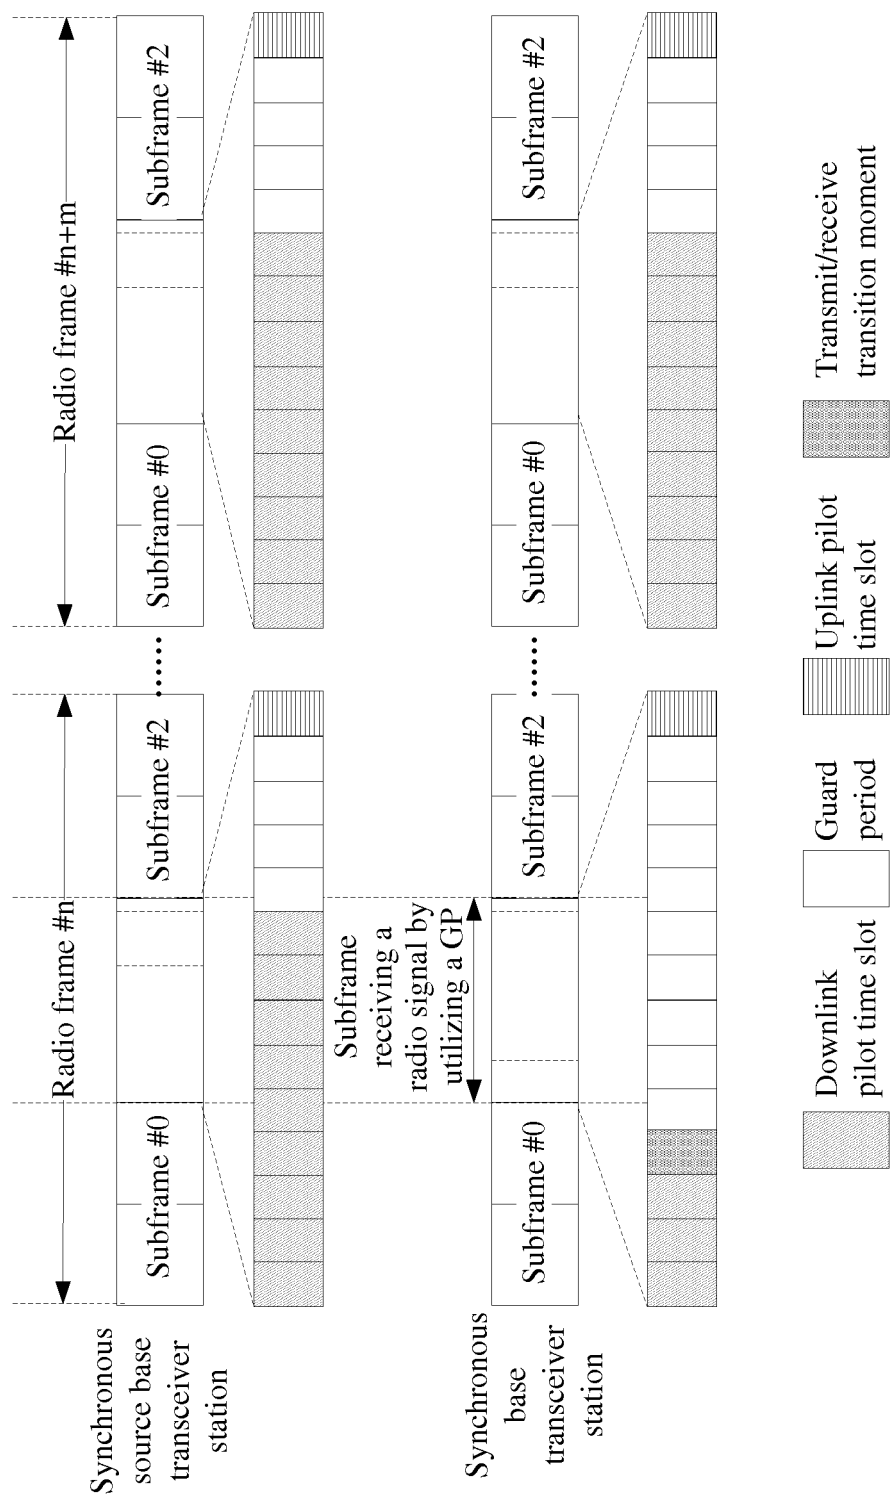 Radio frame #n
Radio frame #n+m
Synchronous
source base
transceiver
station
Subframe #0
Subframe #2
......
Subframe #0
Subframe #2
Subframe
receiving a
radio signal by
utilizing a GP
Synchronous
base
transceiver
station
Subframe #0
Subframe #2
......
Subframe #0
Subframe #2
Downlink
pilot time slot
Guard
period
Uplink pilot
time slot
Transmit/receive
transition moment